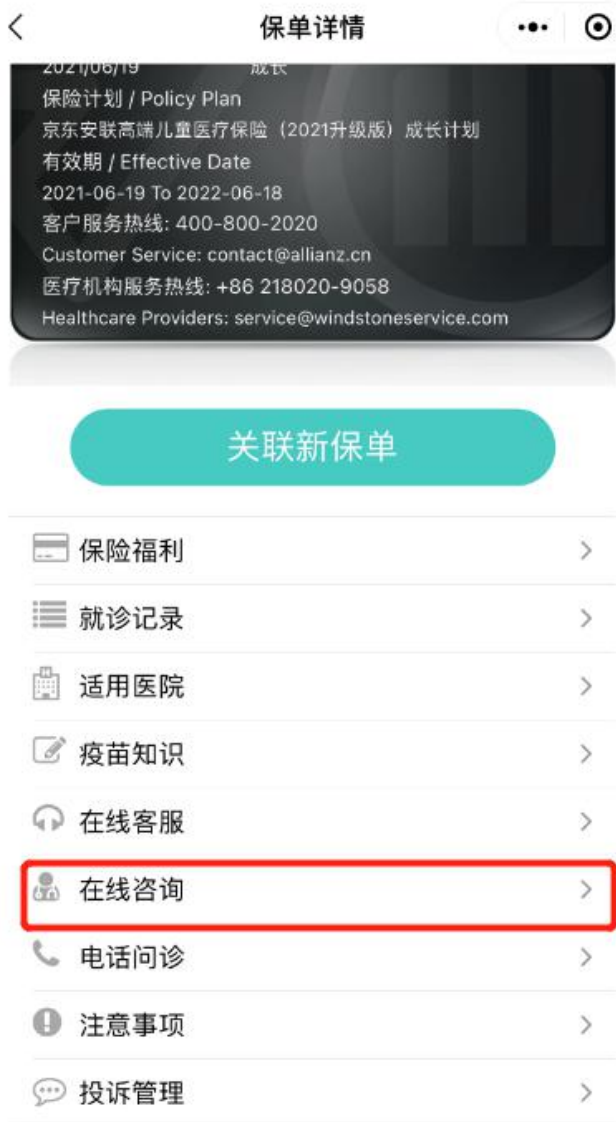 保单详情
2021/06/19 成长
保险计划 / Policy Plan
京东安联高端儿童医疗保险（2021升级版）成长计划
有效期 / Effective Date
2021-06-19 To 2022-06-18
客户服务热线: 400-800-2020
Customer Service: contact@allianz.cn
医疗机构服务热线: +86 218020-9058
Healthcare Providers: service@windstoneservice.com
关联新保单
保险福利
就诊记录
适用医院
疫苗知识
在线客服
在线咨询
电话问诊
注意事项
投诉管理